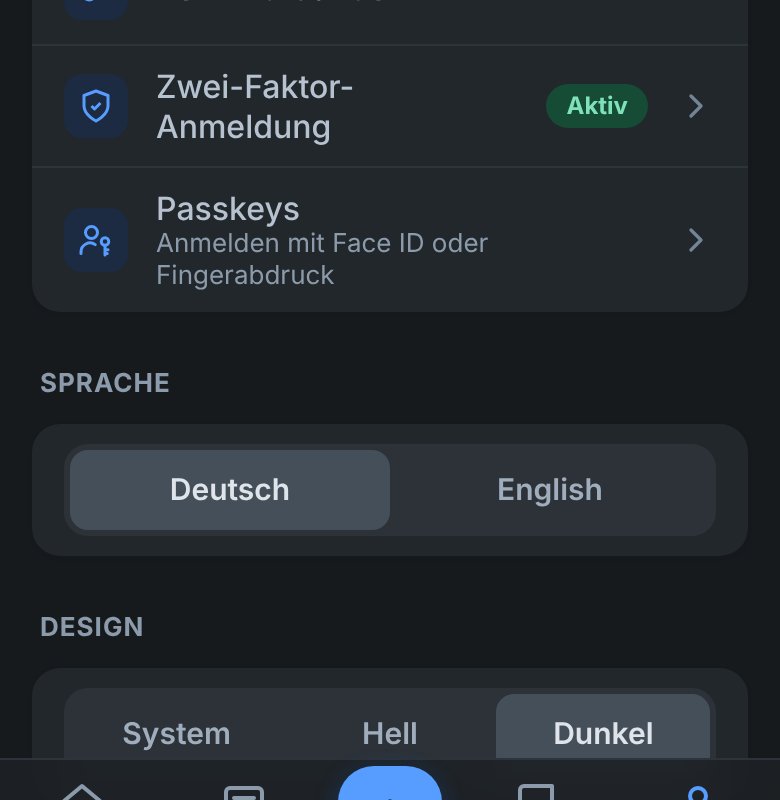 Zwei-Faktor-
Anmeldung
Aktiv
Passkeys
Anmelden mit Face ID oder
Fingerabdruck
SPRACHE
Deutsch
English
DESIGN
System
Hell
Dunkel